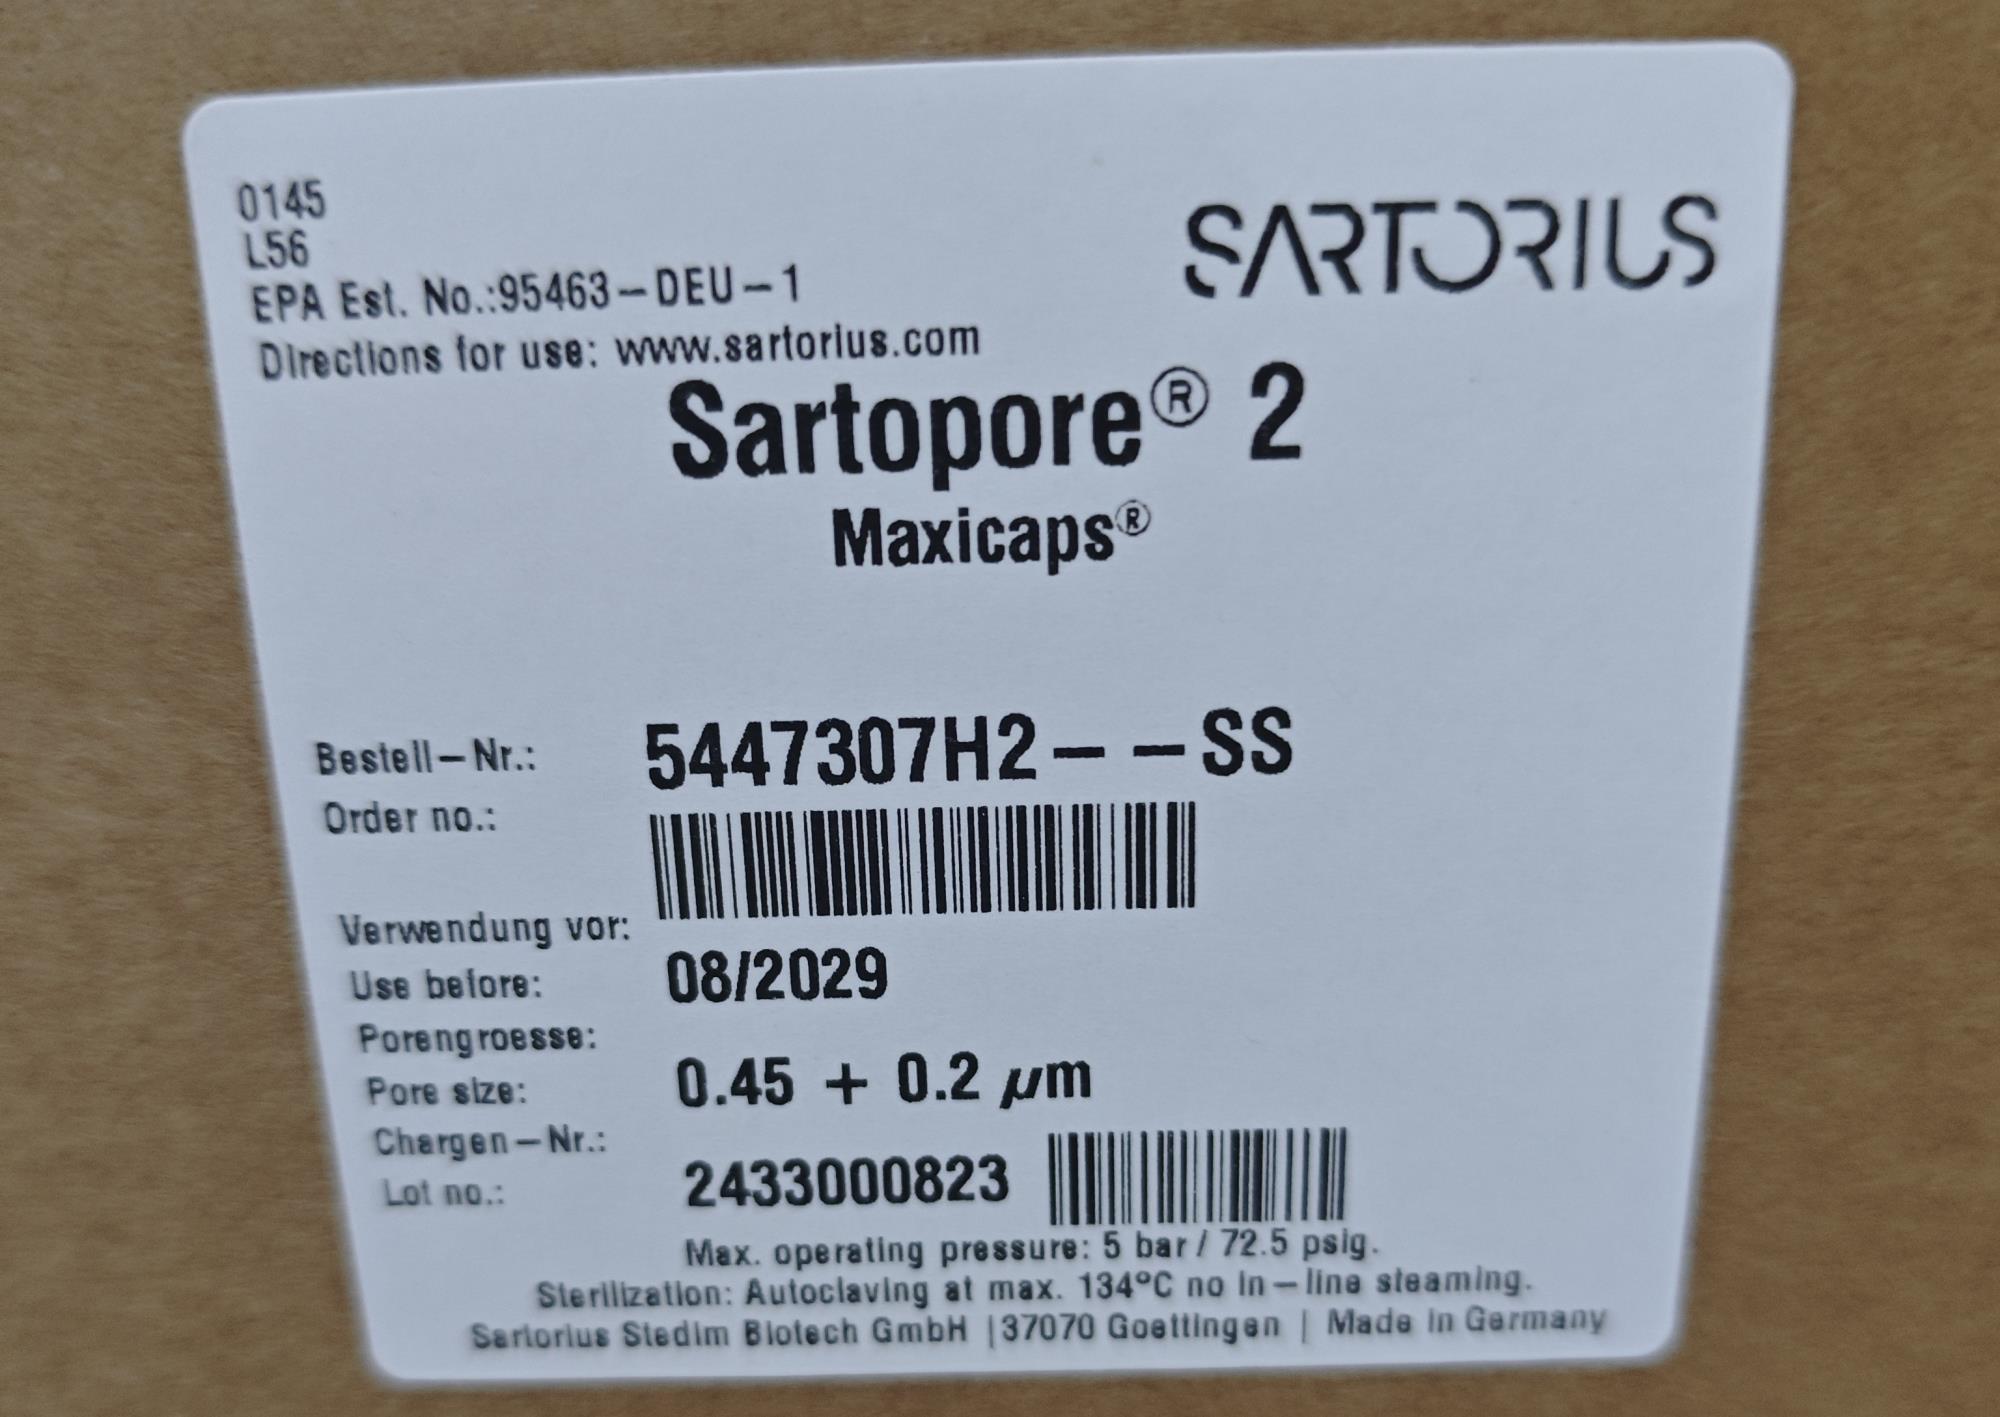 0145
L56
EPA Est. No.:95463-DEU-1
Directions for use: www.sartorius.com
SARTORIUS
Sartopore® 2
Maxicaps®
Bestell-Nr.: 5447307H2--SS
Order no.:
Verwendung vor:
Use before: 08/2029
Porengroesse:
Pore size: 0.45 + 0.2 µm
Chargen-Nr.:
Lot no.: 2433000823
Max. operating pressure: 5 bar / 72.5 psig.
Sterilization: Autoclaving at max. 134°C no in-line steaming.
Sartorius Stedim Biotech GmbH | 37070 Goettingen | Made in Germany